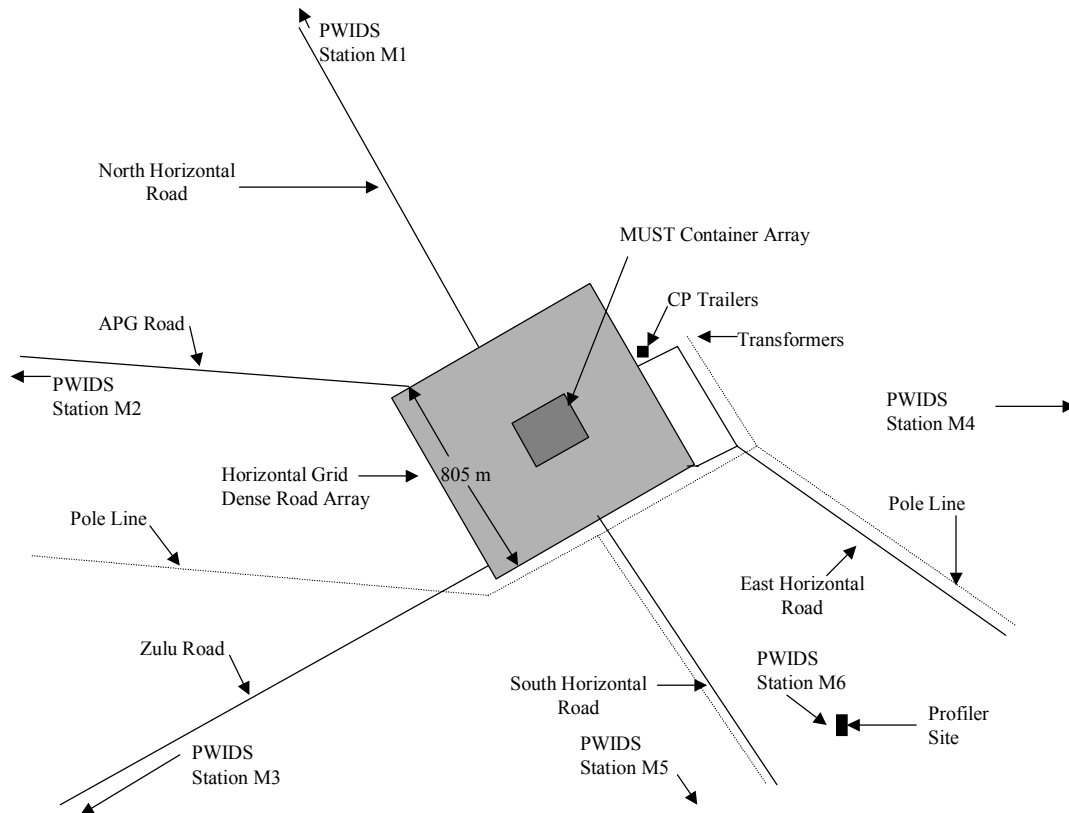 PWIDS
Station M1
North Horizontal
Road
MUST Container Array
CP Trailers
APG Road
Transformers
PWIDS
Station M2
PWIDS
Station M4
Horizontal Grid
Dense Road Array
805 m
Pole Line
Pole Line
East Horizontal
Road
Zulu Road
PWIDS
Station M6
South Horizontal
Road
Profiler
Site
PWIDS
Station M3
PWIDS
Station M5